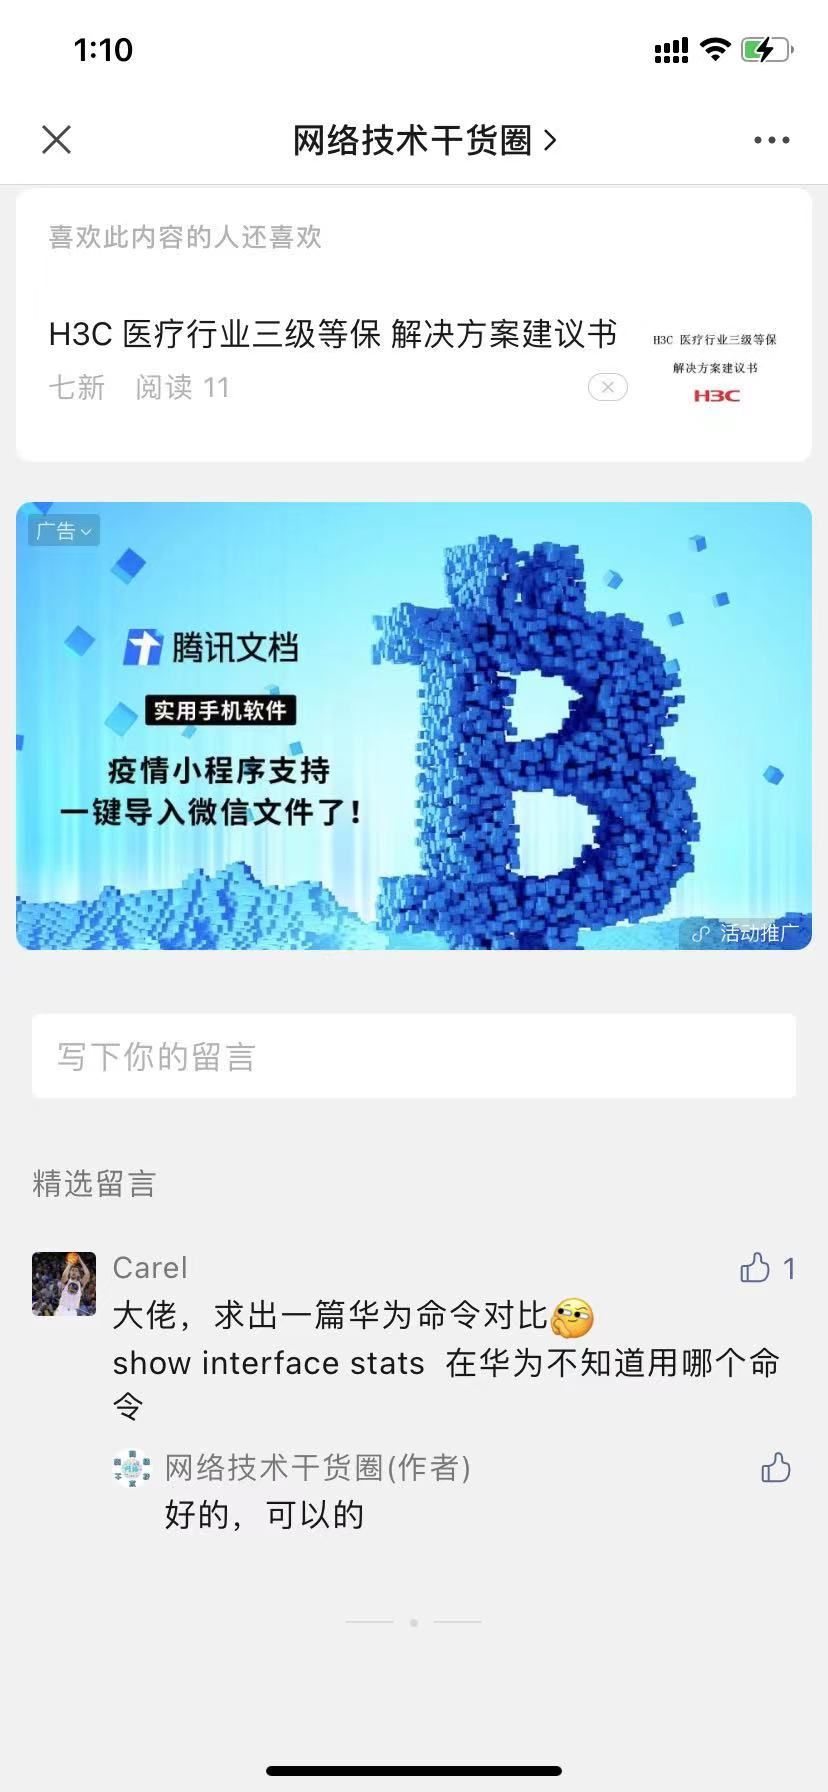 1:10
网络技术干货圈
喜欢此内容的人还喜欢
H3C 医疗行业三级等保 解决方案建议书
七新 阅读 11
H3C 医疗行业三级等保
解决方案建议书
H3C
广告
腾讯文档
实用手机软件
疫情小程序支持
一键导入微信文件了!
活动推广
写下你的留言
精选留言
Carel
1
大佬，求出一篇华为命令对比🤔
show interface stats 在华为不知道用哪个命
令
网络技术干货圈(作者)
好的，可以的